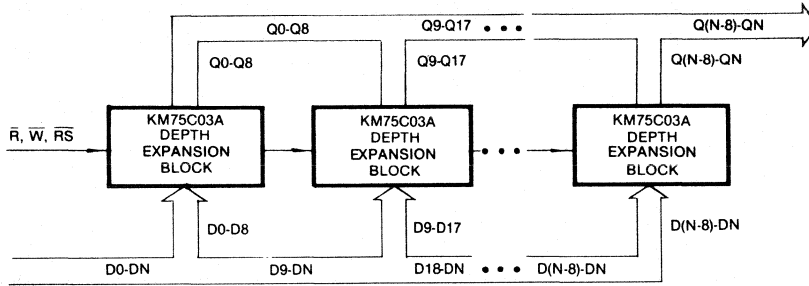 Q0-Q8 Q9-Q17 • • • Q(N-8)-QN
Q0-Q8 Q9-Q17 Q(N-8)-QN
R̅, W̅, R̅S̅
KM75C03A
DEPTH
EXPANSION
BLOCK
KM75C03A
DEPTH
EXPANSION
BLOCK
• • •
KM75C03A
DEPTH
EXPANSION
BLOCK
D0-D8 D9-D17 D(N-8)-DN
D0-DN D9-DN D18-DN • • • D(N-8)-DN